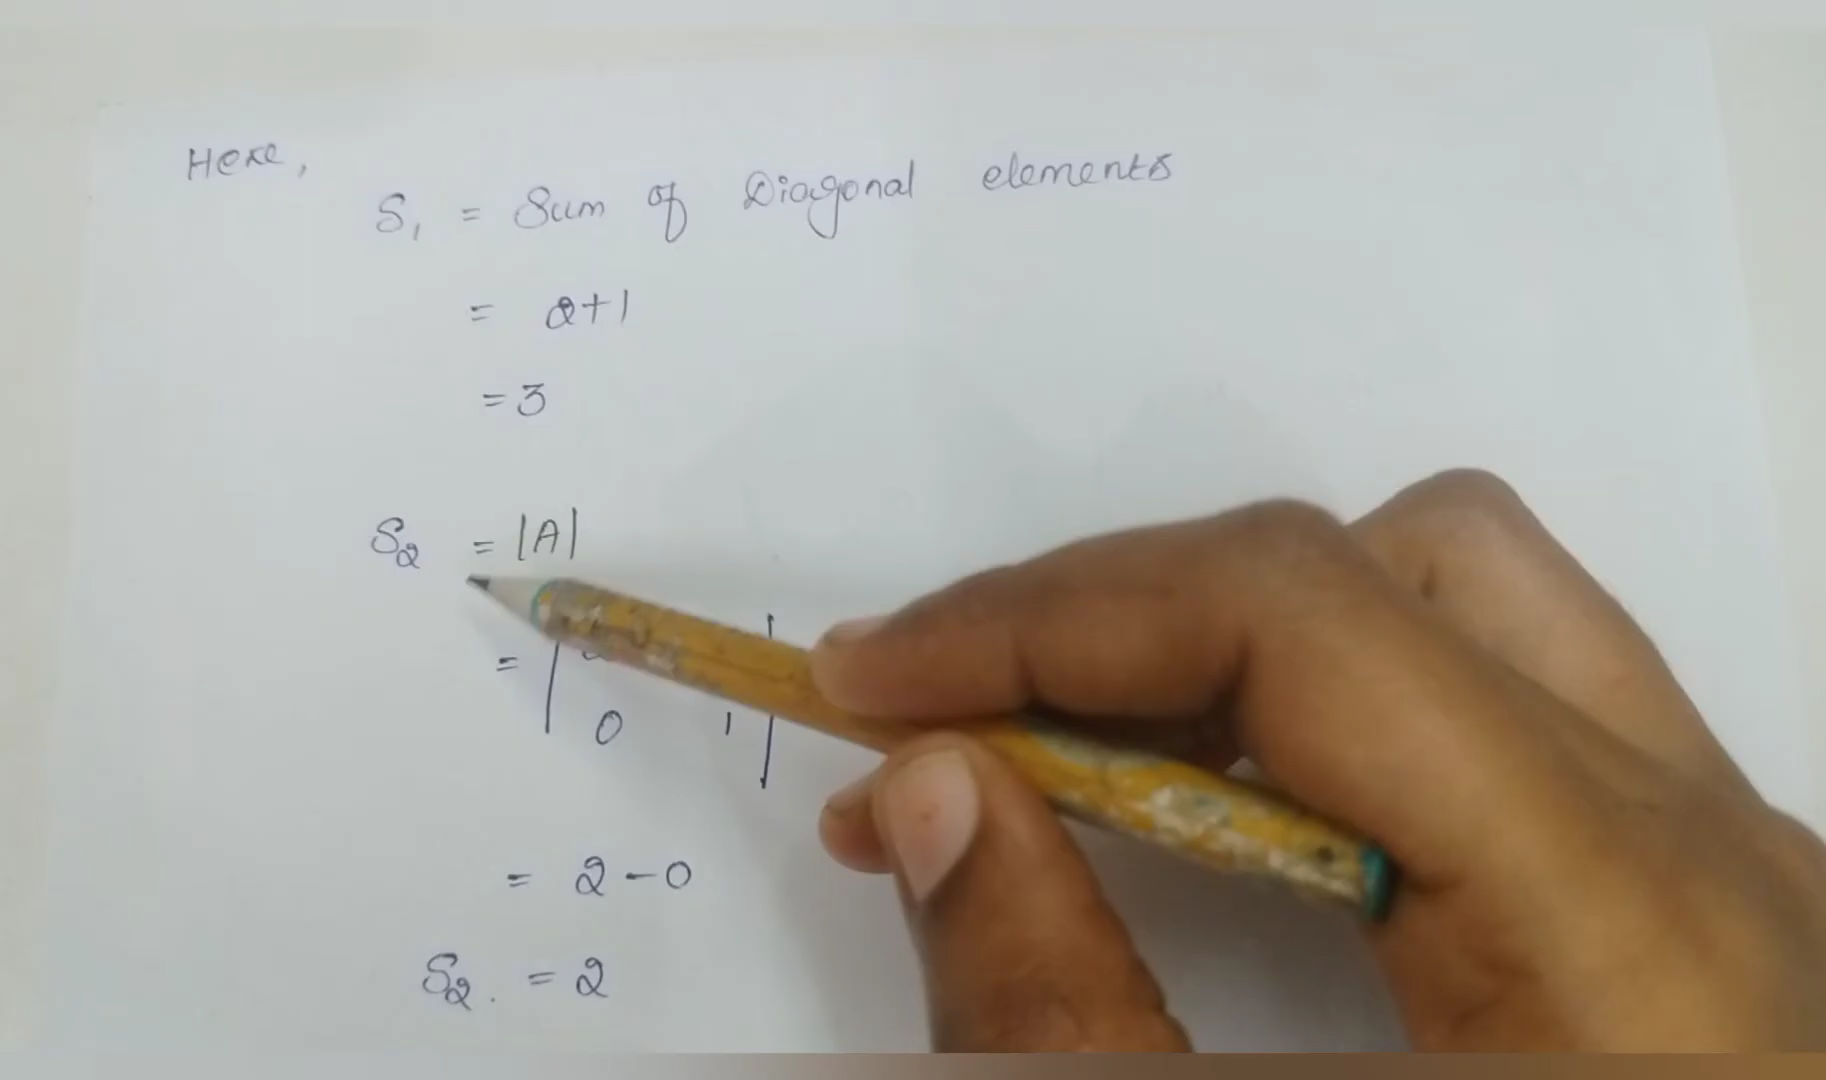 Here,
S₁ = Sum of Diagonal elements
= 2+1
= 3
S₂ = |A|
= |
0 1 |
= 2-0
S₂. = 2